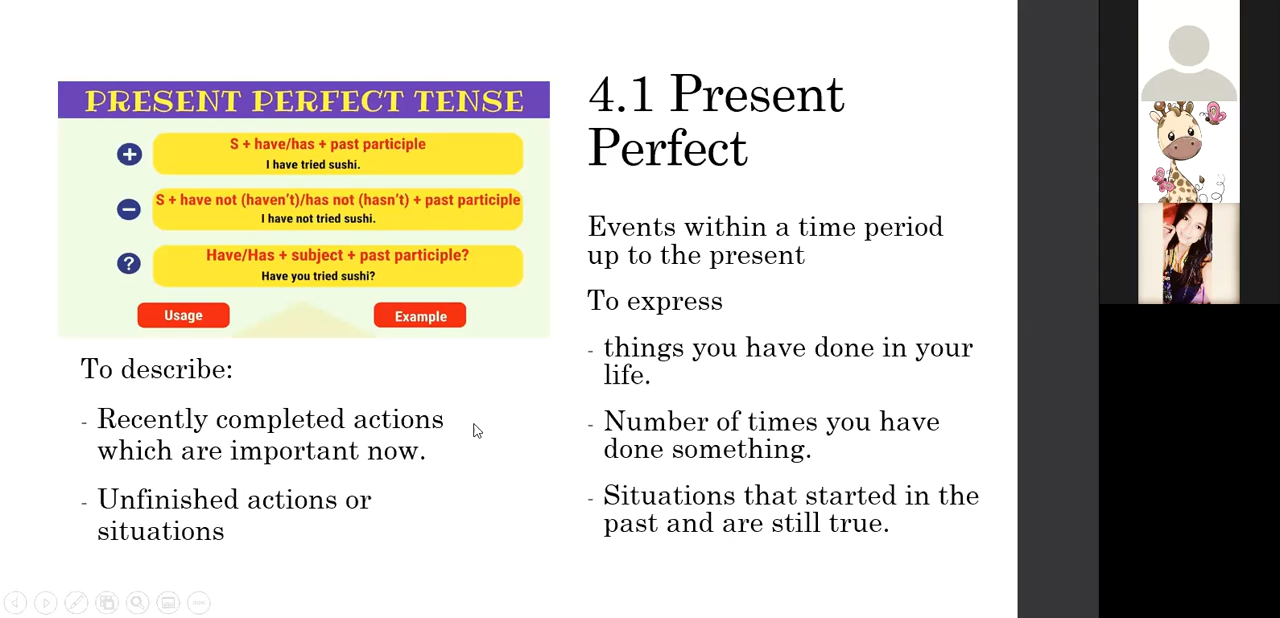 PRESENT PERFECT TENSE
+
S + have/has + past participle
I have tried sushi.
−
S + have not (haven't)/has not (hasn't) + past participle
I have not tried sushi.
?
Have/Has + subject + past participle?
Have you tried sushi?
Usage
Example
To describe:
- Recently completed actions
which are important now.
- Unfinished actions or
situations
4.1 Present
Perfect
Events within a time period
up to the present
To express
- things you have done in your
life.
- Number of times you have
done something.
- Situations that started in the
past and are still true.